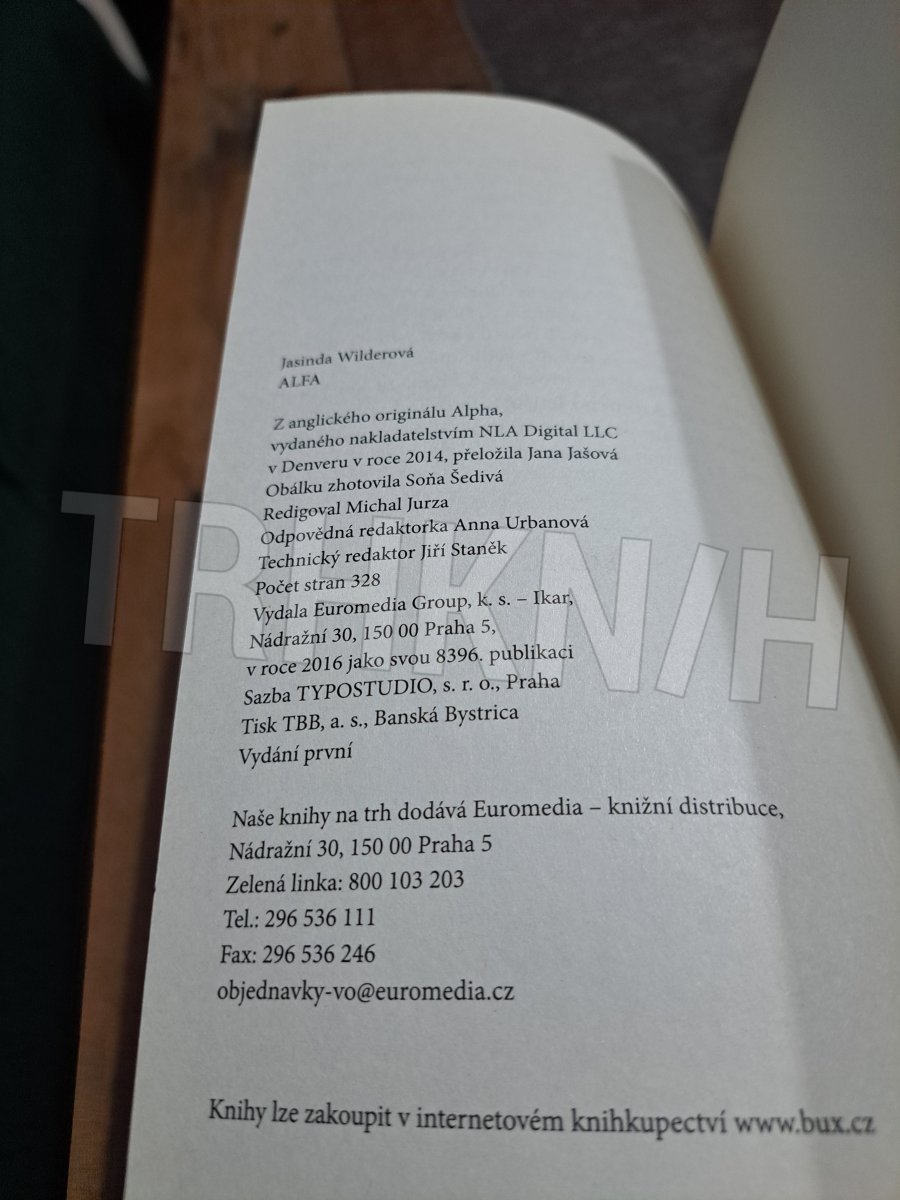 Jasinda Wilderová
ALFA
Z anglického originálu Alpha,
vydaného nakladatelstvím NLA Digital LLC
v Denveru v roce 2014, přeložila Jana Jašová
Obálku zhotovila Soňa Šedivá
Redigoval Michal Jurza
Odpovědná redaktorka Anna Urbanová
Technický redaktor Jiří Staněk
Počet stran 328
Vydala Euromedia Group, k. s. – Ikar,
Nádražní 30, 150 00 Praha 5,
v roce 2016 jako svou 8396. publikaci
Sazba TYPOSTUDIO, s. r. o., Praha
Tisk TBB, a. s., Banská Bystrica
Vydání první
Naše knihy na trh dodává Euromedia – knižní distribuce,
Nádražní 30, 150 00 Praha 5
Zelená linka: 800 103 203
Tel.: 296 536 111
Fax: 296 536 246
objednavky-vo@euromedia.cz
Knihy lze zakoupit v internetovém knihkupectví www.bux.cz
TRHKN/H